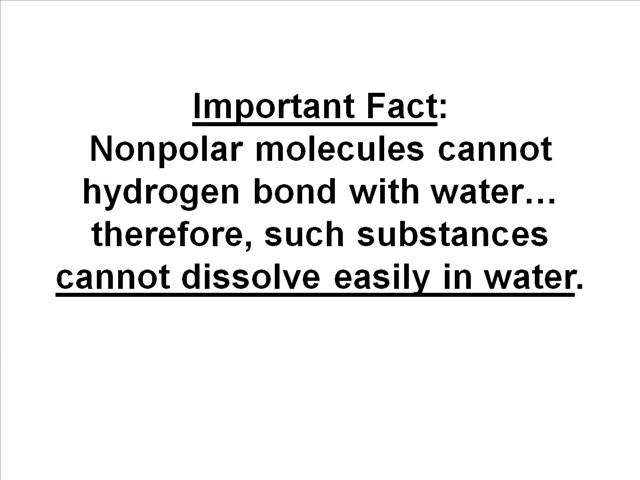 Important Fact:
Nonpolar molecules cannot
hydrogen bond with water…
therefore, such substances
cannot dissolve easily in water.